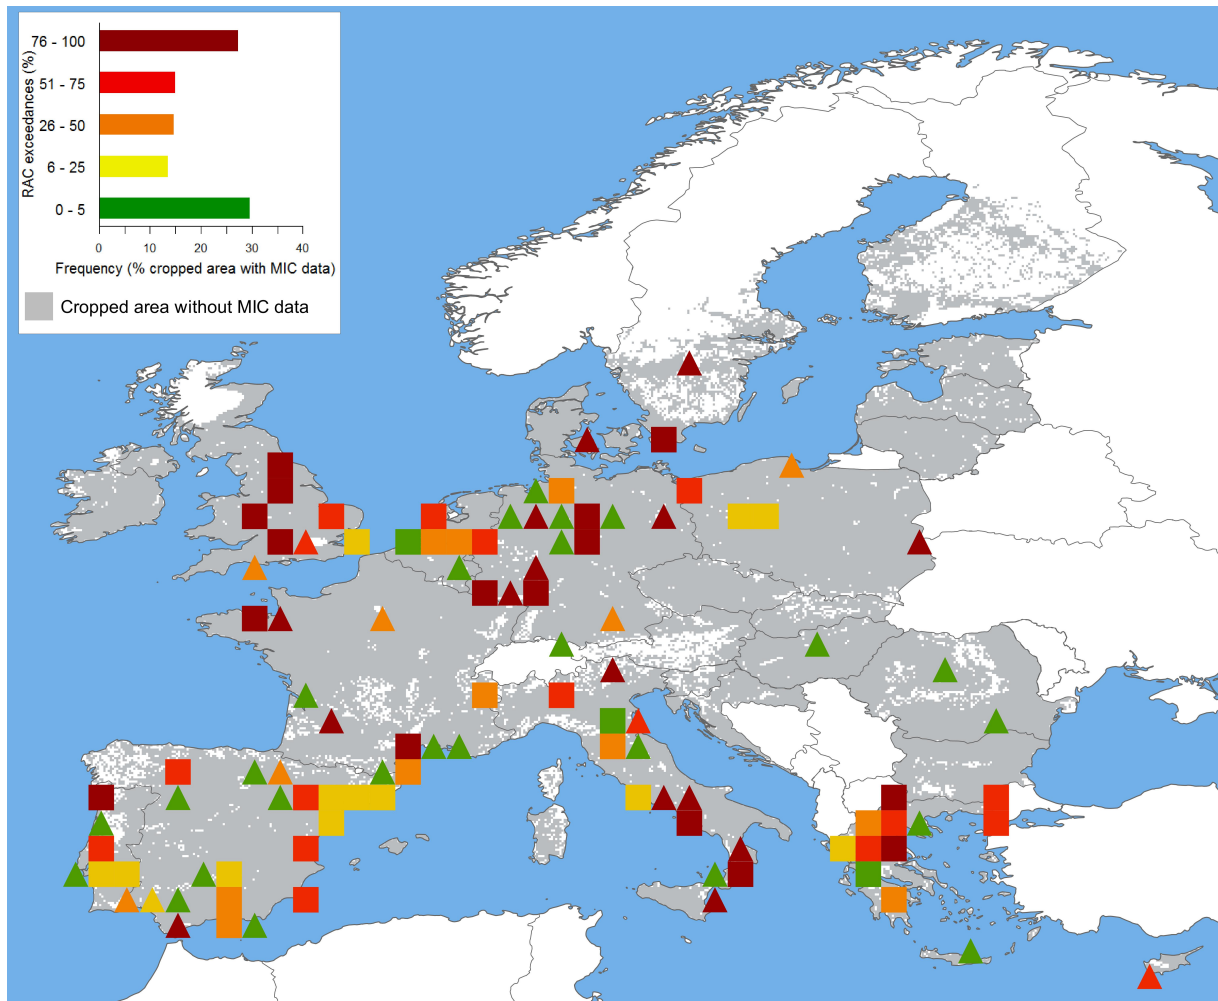 RAC exceedances (%)
76 - 100
51 - 75
26 - 50
6 - 25
0 - 5
0 10 20 30 40
Frequency (% cropped area with MIC data)
Cropped area without MIC data